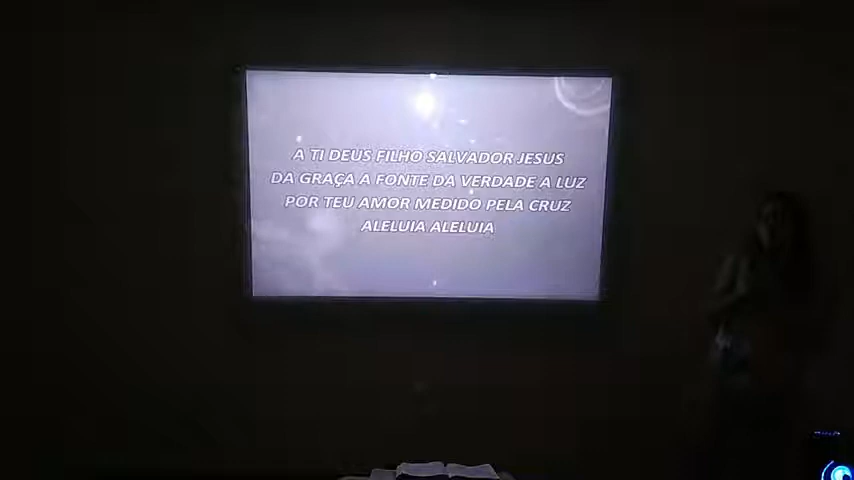 A TI DEUS FILHO SALVADOR JESUS
DA GRAÇA A FONTE DA VERDADE A LUZ
POR TEU AMOR MEDIDO PELA CRUZ
ALELUIA ALELUIA